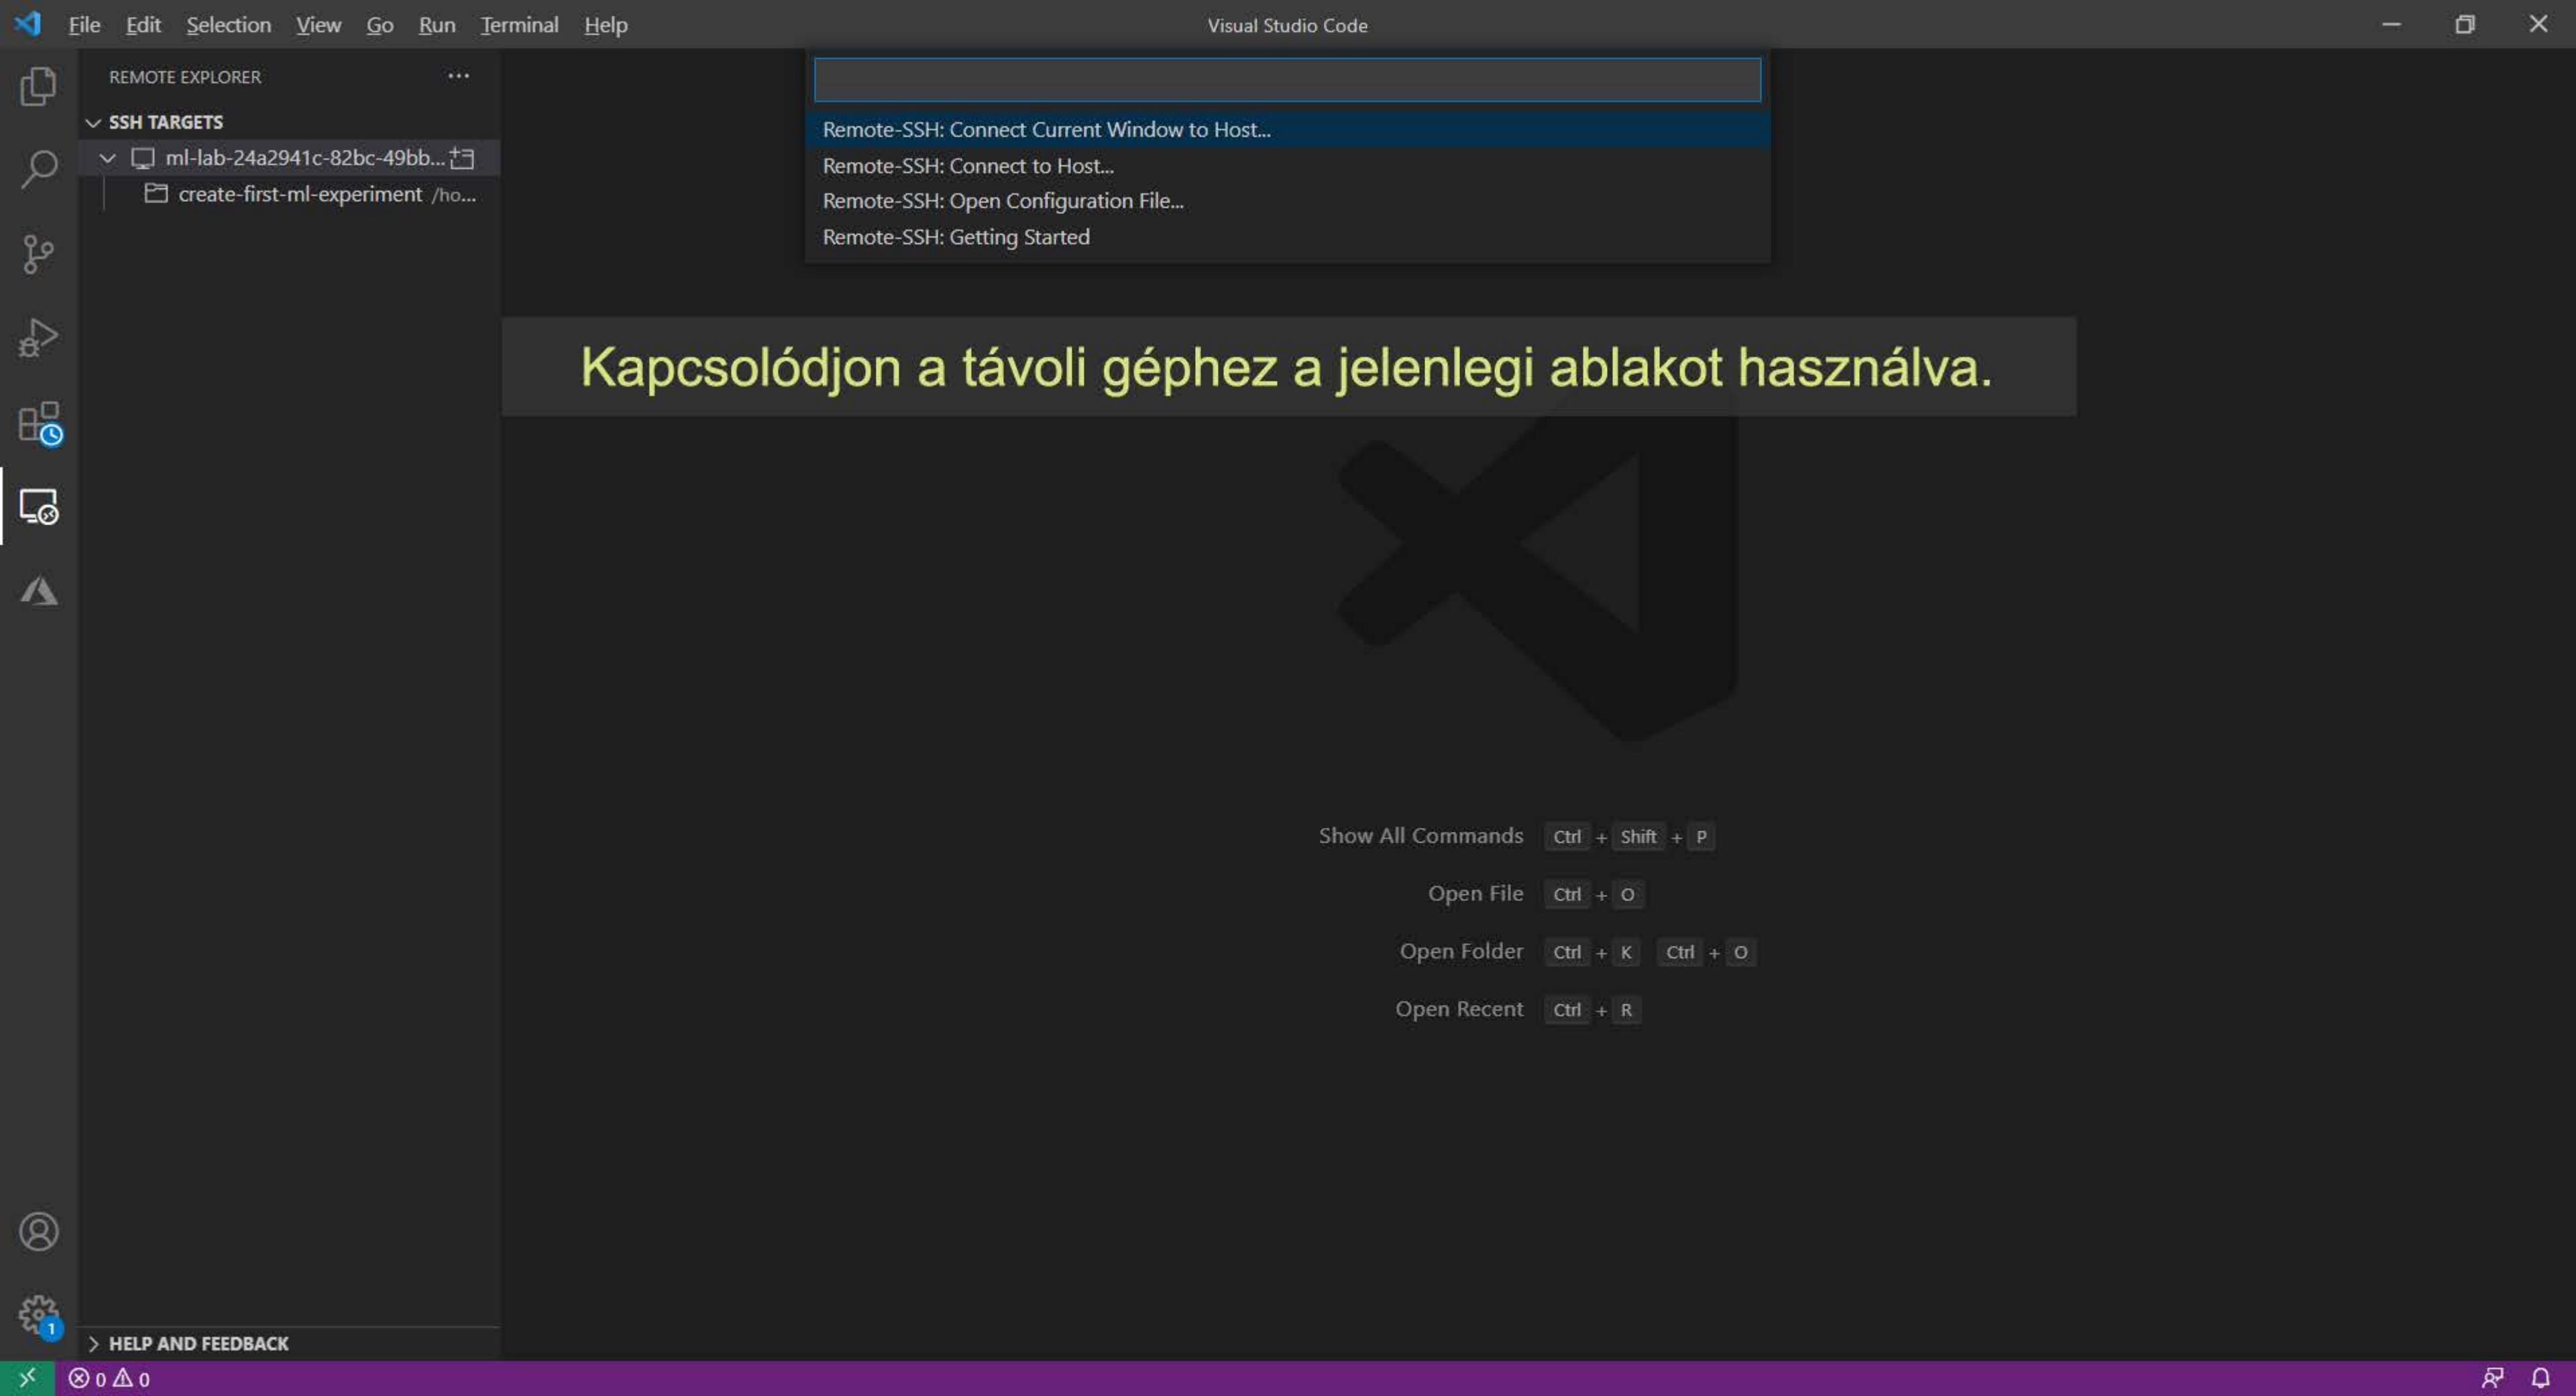 File Edit Selection View Go Run Terminal Help
Visual Studio Code
REMOTE EXPLORER
SSH TARGETS
ml-lab-24a2941c-82bc-49bb...
create-first-ml-experiment /ho...
Remote-SSH: Connect Current Window to Host...
Remote-SSH: Connect to Host...
Remote-SSH: Open Configuration File...
Remote-SSH: Getting Started
Kapcsolódjon a távoli géphez a jelenlegi ablakot használva.
Show All Commands Ctrl + Shift + P
Open File Ctrl + O
Open Folder Ctrl + K Ctrl + O
Open Recent Ctrl + R
1
HELP AND FEEDBACK
0 0